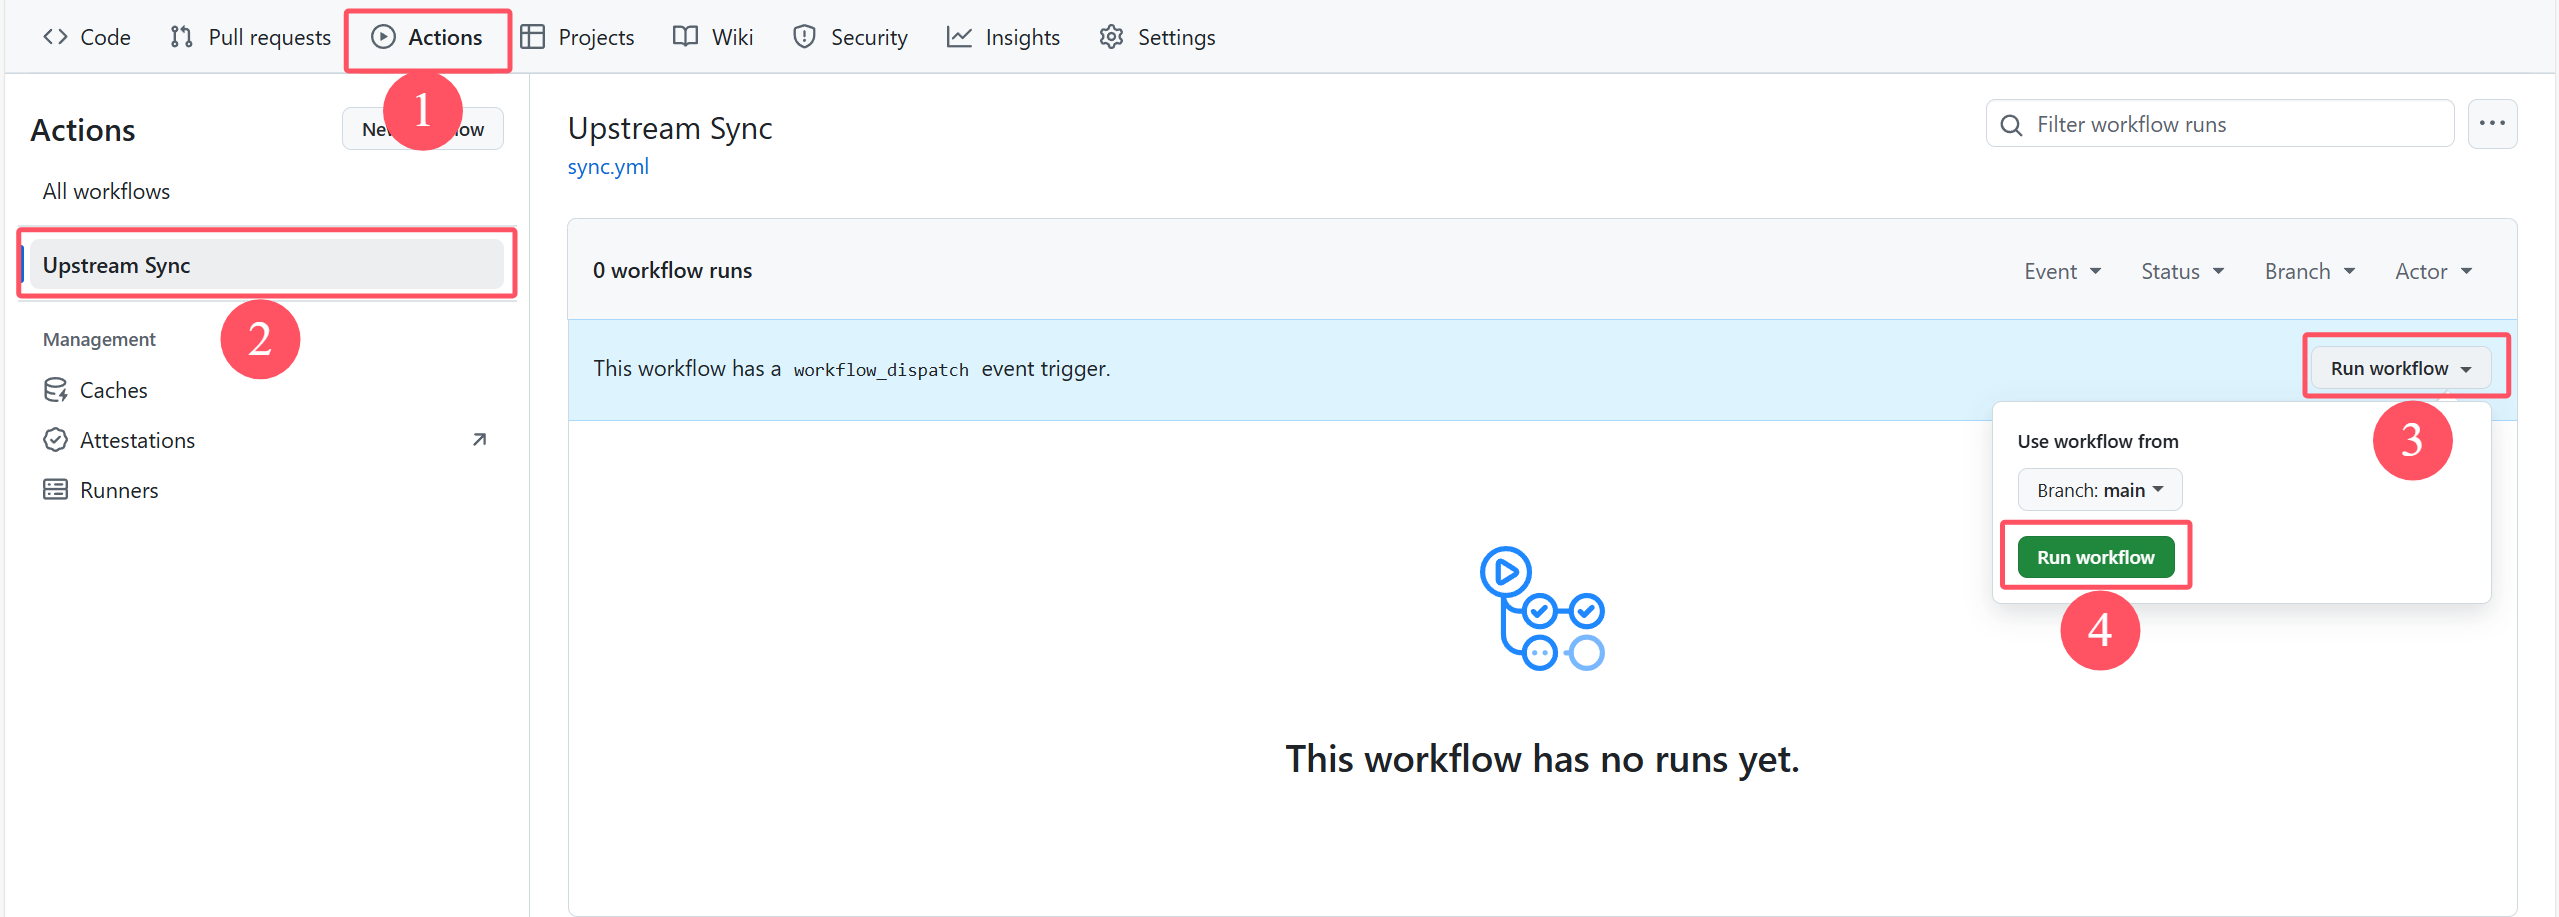 Code Pull requests Actions Projects Wiki Security Insights Settings
1
Actions
Upstream Sync
Filter workflow runs
sync.yml
All workflows
Upstream Sync
2
Management
Caches
Attestations
Runners
0 workflow runs
Event Status Branch Actor
This workflow has a workflow_dispatch event trigger.
Run workflow
3
Use workflow from
Branch: main
Run workflow
4
This workflow has no runs yet.